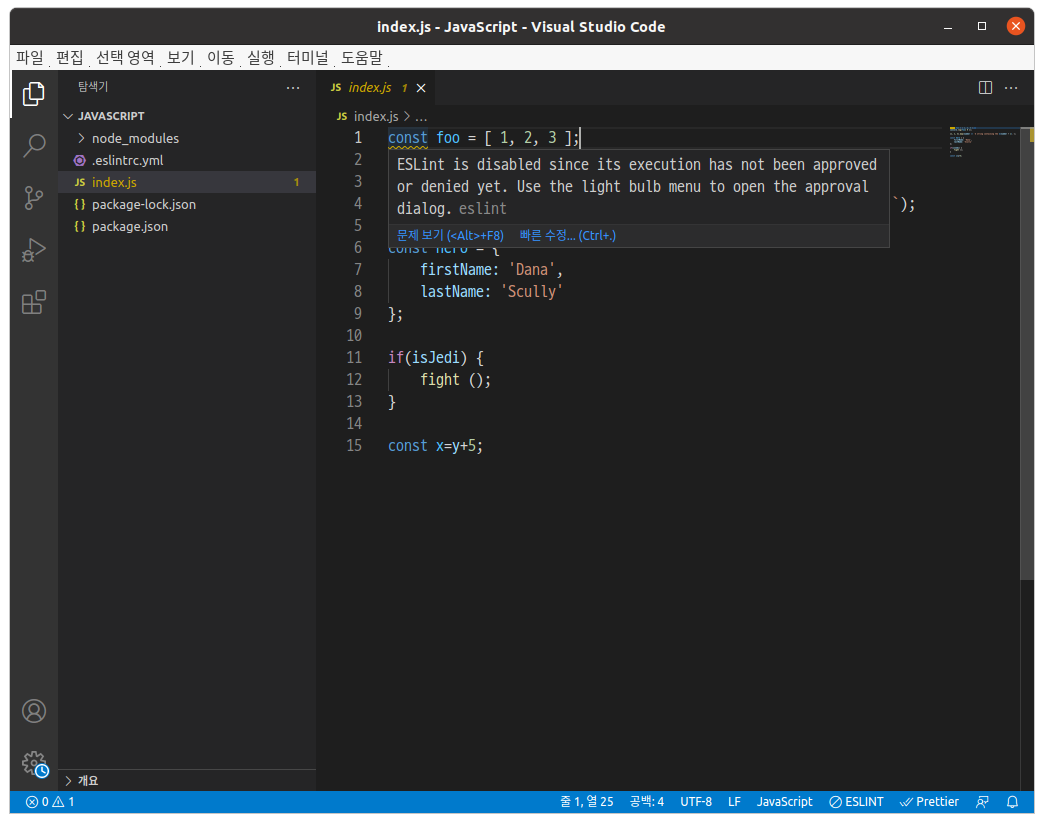 index.js - JavaScript - Visual Studio Code
파일 편집 선택 영역 보기 이동 실행 터미널 도움말
탐색기
JAVASCRIPT
node_modules
.eslintrc.yml
JS index.js 1
{} package-lock.json
{} package.json
개요
JS index.js 1
JS index.js > ...
1 const foo = [ 1, 2, 3 ];
2
3
4 `);
5
ESLint is disabled since its execution has not been approved
or denied yet. Use the light bulb menu to open the approval
dialog. eslint
문제 보기 (<Alt>+F8) 빠른 수정... (Ctrl+.)
6 const hero = {
7 firstName: 'Dana',
8 lastName: 'Scully'
9 };
10
11 if(isJedi) {
12 fight ();
13 }
14
15 const x=y+5;
0 1 줄 1, 열 25 공백: 4 UTF-8 LF JavaScript ESLINT Prettier